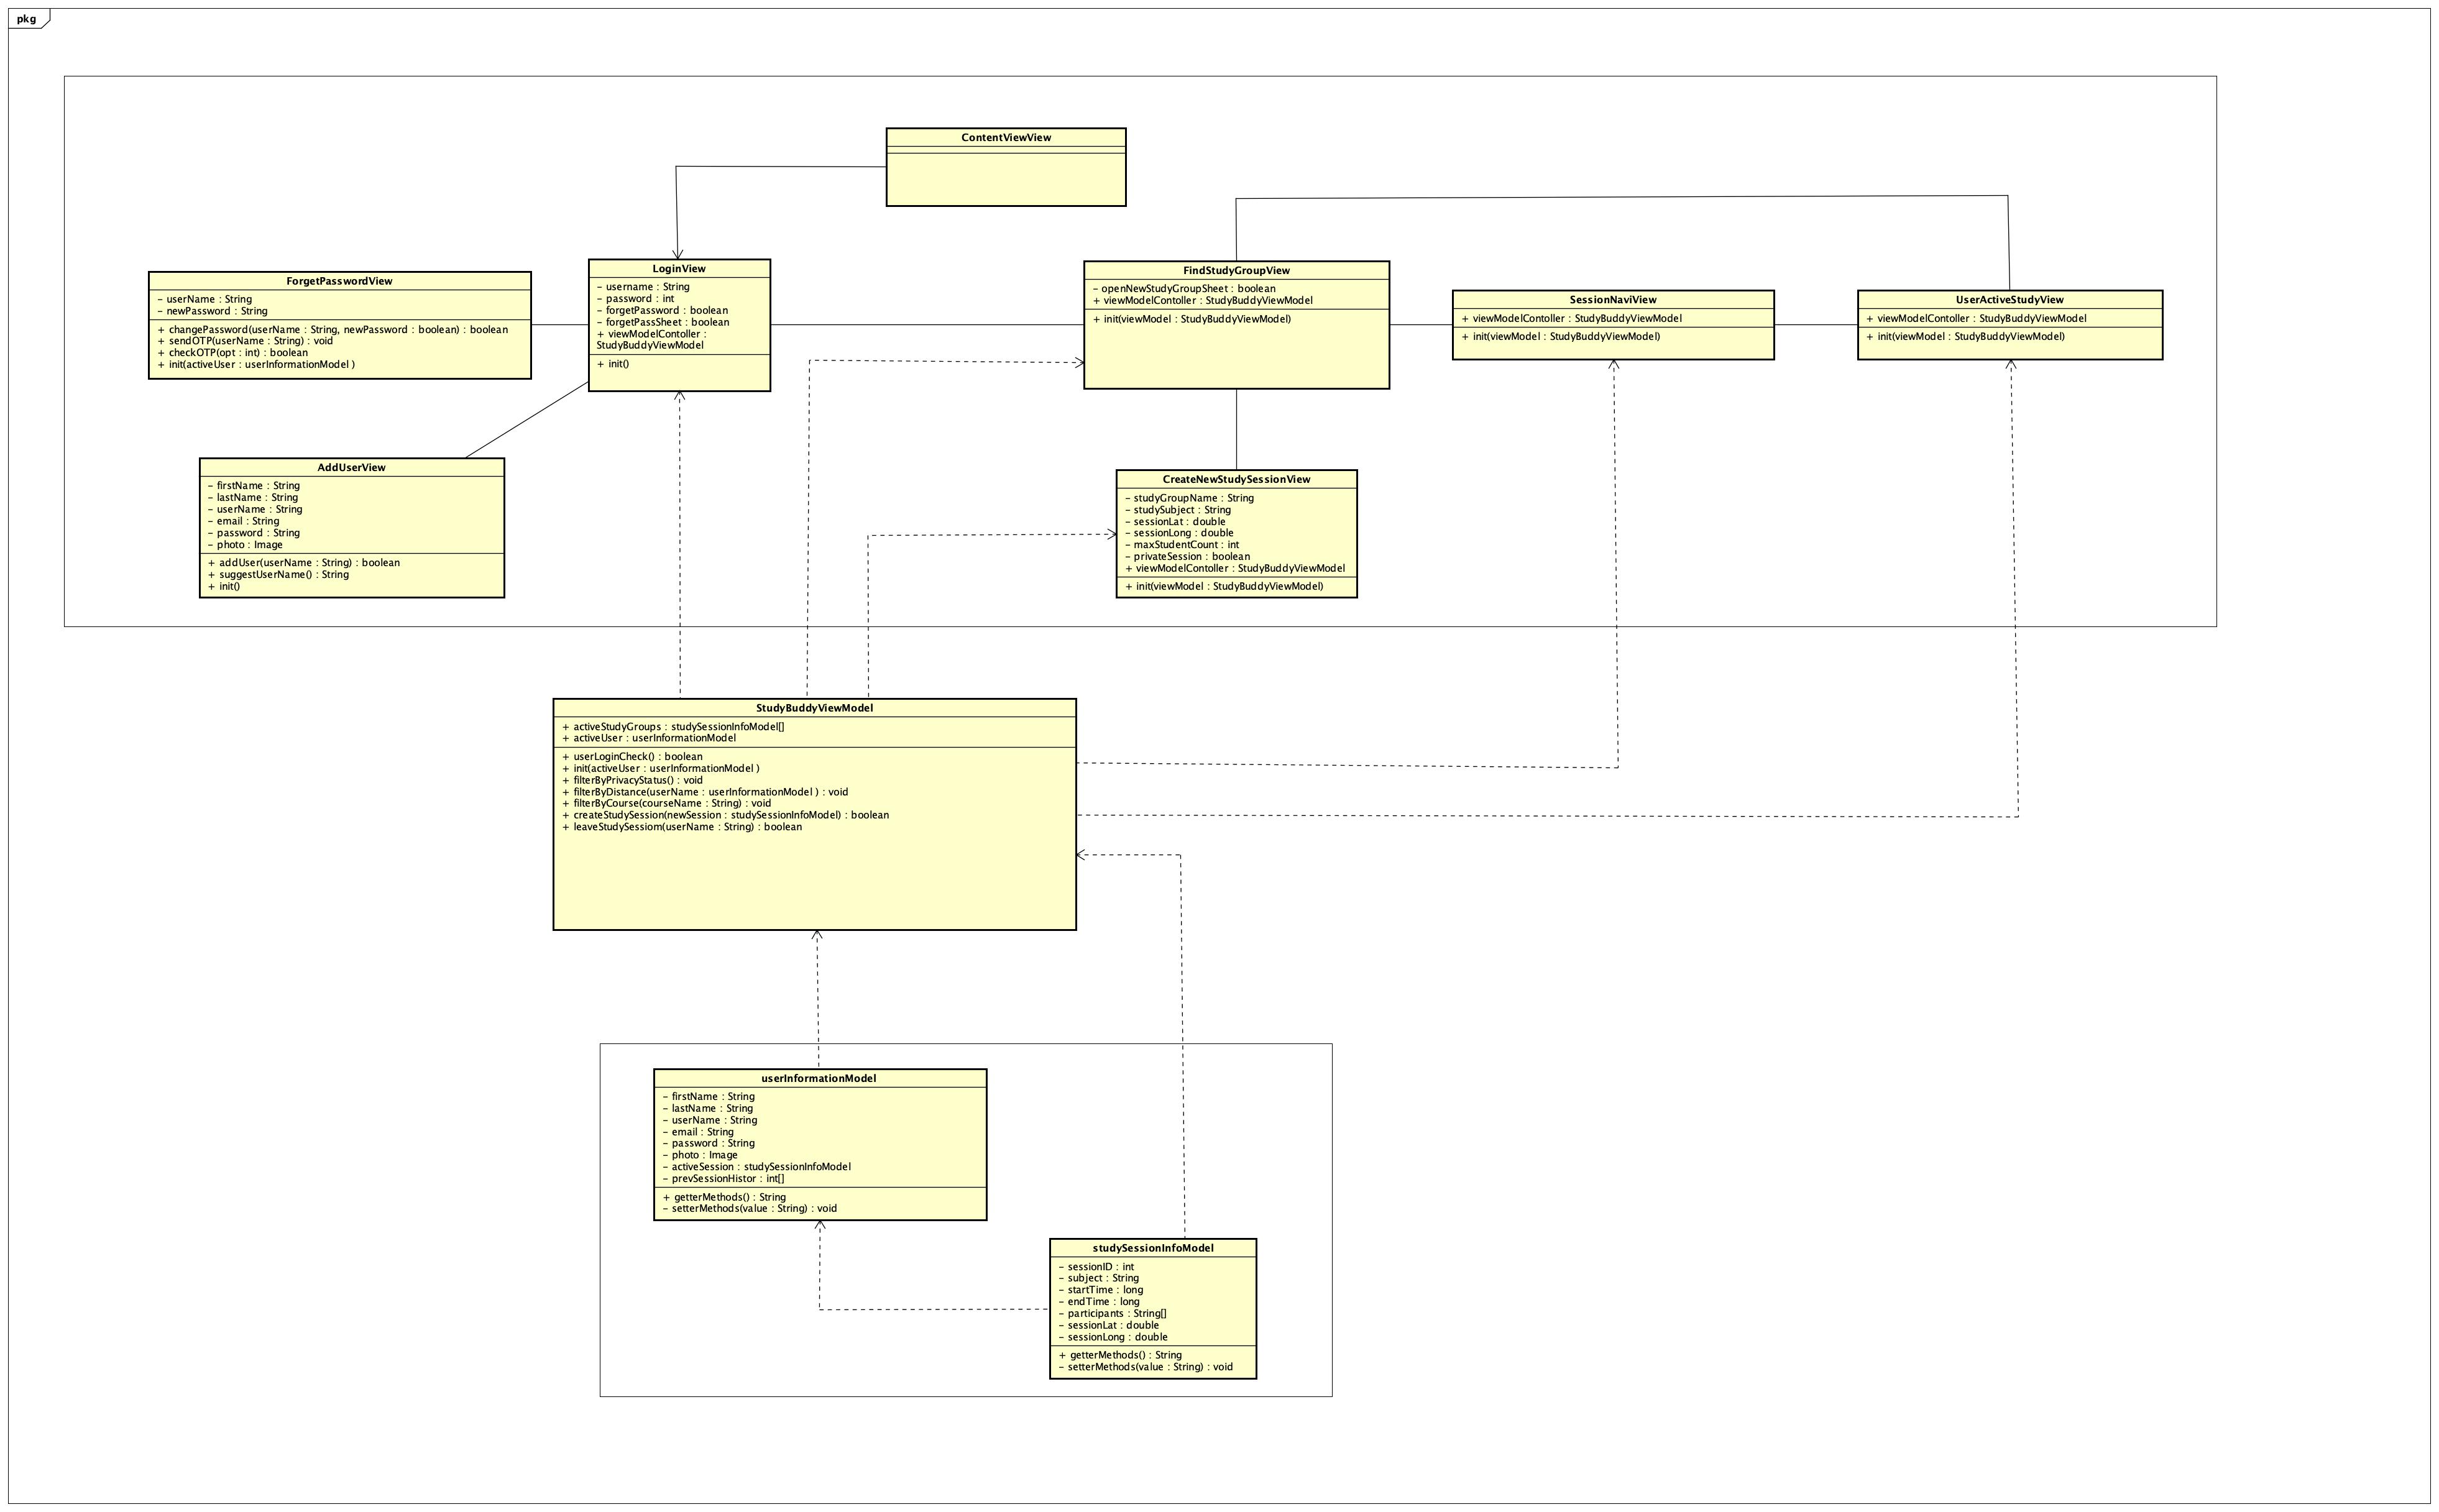 pkg
ContentViewView
ForgetPasswordView
– userName : String
– newPassword : String
+ changePassword(userName : String, newPassword : boolean) : boolean
+ sendOTP(userName : String) : void
+ checkOTP(opt : int) : boolean
+ init(activeUser : userInformationModel )
LoginView
– username : String
– password : int
– forgetPassword : boolean
– forgetPassSheet : boolean
+ viewModelContoller :
StudyBuddyViewModel
+ init()
FindStudyGroupView
– openNewStudyGroupSheet : boolean
+ viewModelContoller : StudyBuddyViewModel
+ init(viewModel : StudyBuddyViewModel)
SessionNaviView
+ viewModelContoller : StudyBuddyViewModel
+ init(viewModel : StudyBuddyViewModel)
UserActiveStudyView
+ viewModelContoller : StudyBuddyViewModel
+ init(viewModel : StudyBuddyViewModel)
AddUserView
– firstName : String
– lastName : String
– userName : String
– email : String
– password : String
– photo : Image
+ addUser(userName : String) : boolean
+ suggestUserName() : String
+ init()
CreateNewStudySessionView
– studyGroupName : String
– studySubject : String
– sessionLat : double
– sessionLong : double
– maxStudentCount : int
– privateSession : boolean
+ viewModelContoller : StudyBuddyViewModel
+ init(viewModel : StudyBuddyViewModel)
StudyBuddyViewModel
+ activeStudyGroups : studySessionInfoModel[]
+ activeUser : userInformationModel
+ userLoginCheck() : boolean
+ init(activeUser : userInformationModel )
+ filterByPrivacyStatus() : void
+ filterByDistance(userName : userInformationModel ) : void
+ filterByCourse(courseName : String) : void
+ createStudySession(newSession : studySessionInfoModel) : boolean
+ leaveStudySessiom(userName : String) : boolean
userInformationModel
– firstName : String
– lastName : String
– userName : String
– email : String
– password : String
– photo : Image
– activeSession : studySessionInfoModel
– prevSessionHistor : int[]
+ getterMethods() : String
– setterMethods(value : String) : void
studySessionInfoModel
– sessionID : int
– subject : String
– startTime : long
– endTime : long
– participants : String[]
– sessionLat : double
– sessionLong : double
+ getterMethods() : String
– setterMethods(value : String) : void